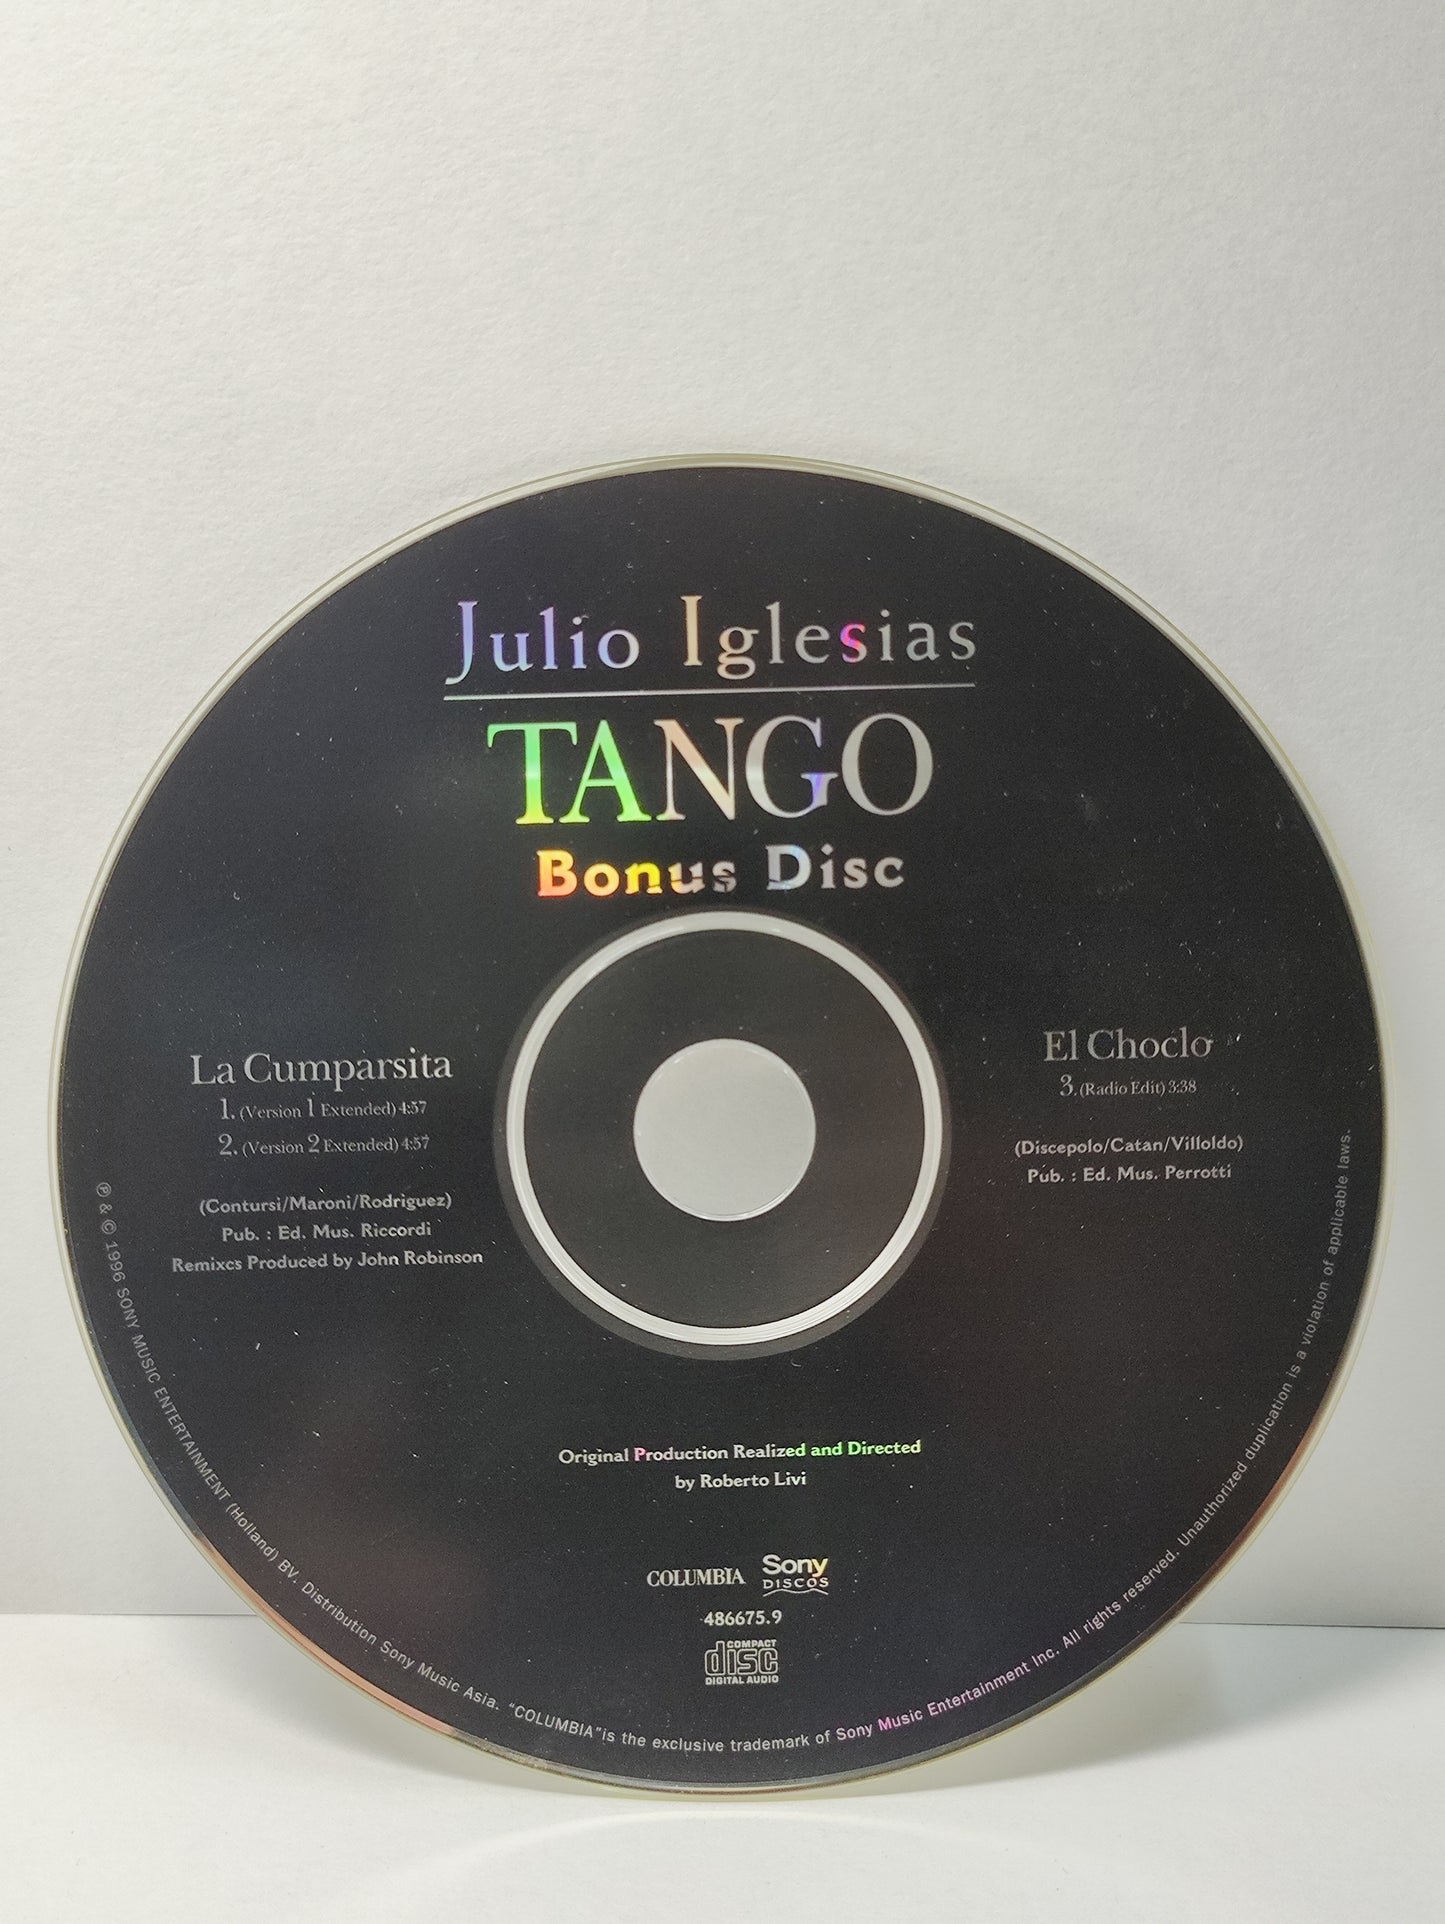 Julio Iglesias
TANGO
Bonus Disc
La Cumparsita
1. (Version 1 Extended) 4:57
2. (Version 2 Extended) 4:57
(Contursi/Maroni/Rodriguez)
Pub. : Ed. Mus. Riccordi
Remixes Produced by John Robinson
El Choclo
3. (Radio Edit) 3:38
(Discepolo/Catan/Villoldo)
Pub. : Ed. Mus. Perrotti
Original Production Realized and Directed
by Roberto Livi
COLUMBIA
Sony
DISCOS
486675.9
COMPACT
disc
DIGITAL AUDIO
℗ & © 1996 SONY MUSIC ENTERTAINMENT (Holland) BV. Distribution Sony Music Asia. "COLUMBIA" is the exclusive trademark of Sony Music Entertainment Inc. All rights reserved. Unauthorized duplication is a violation of applicable laws.